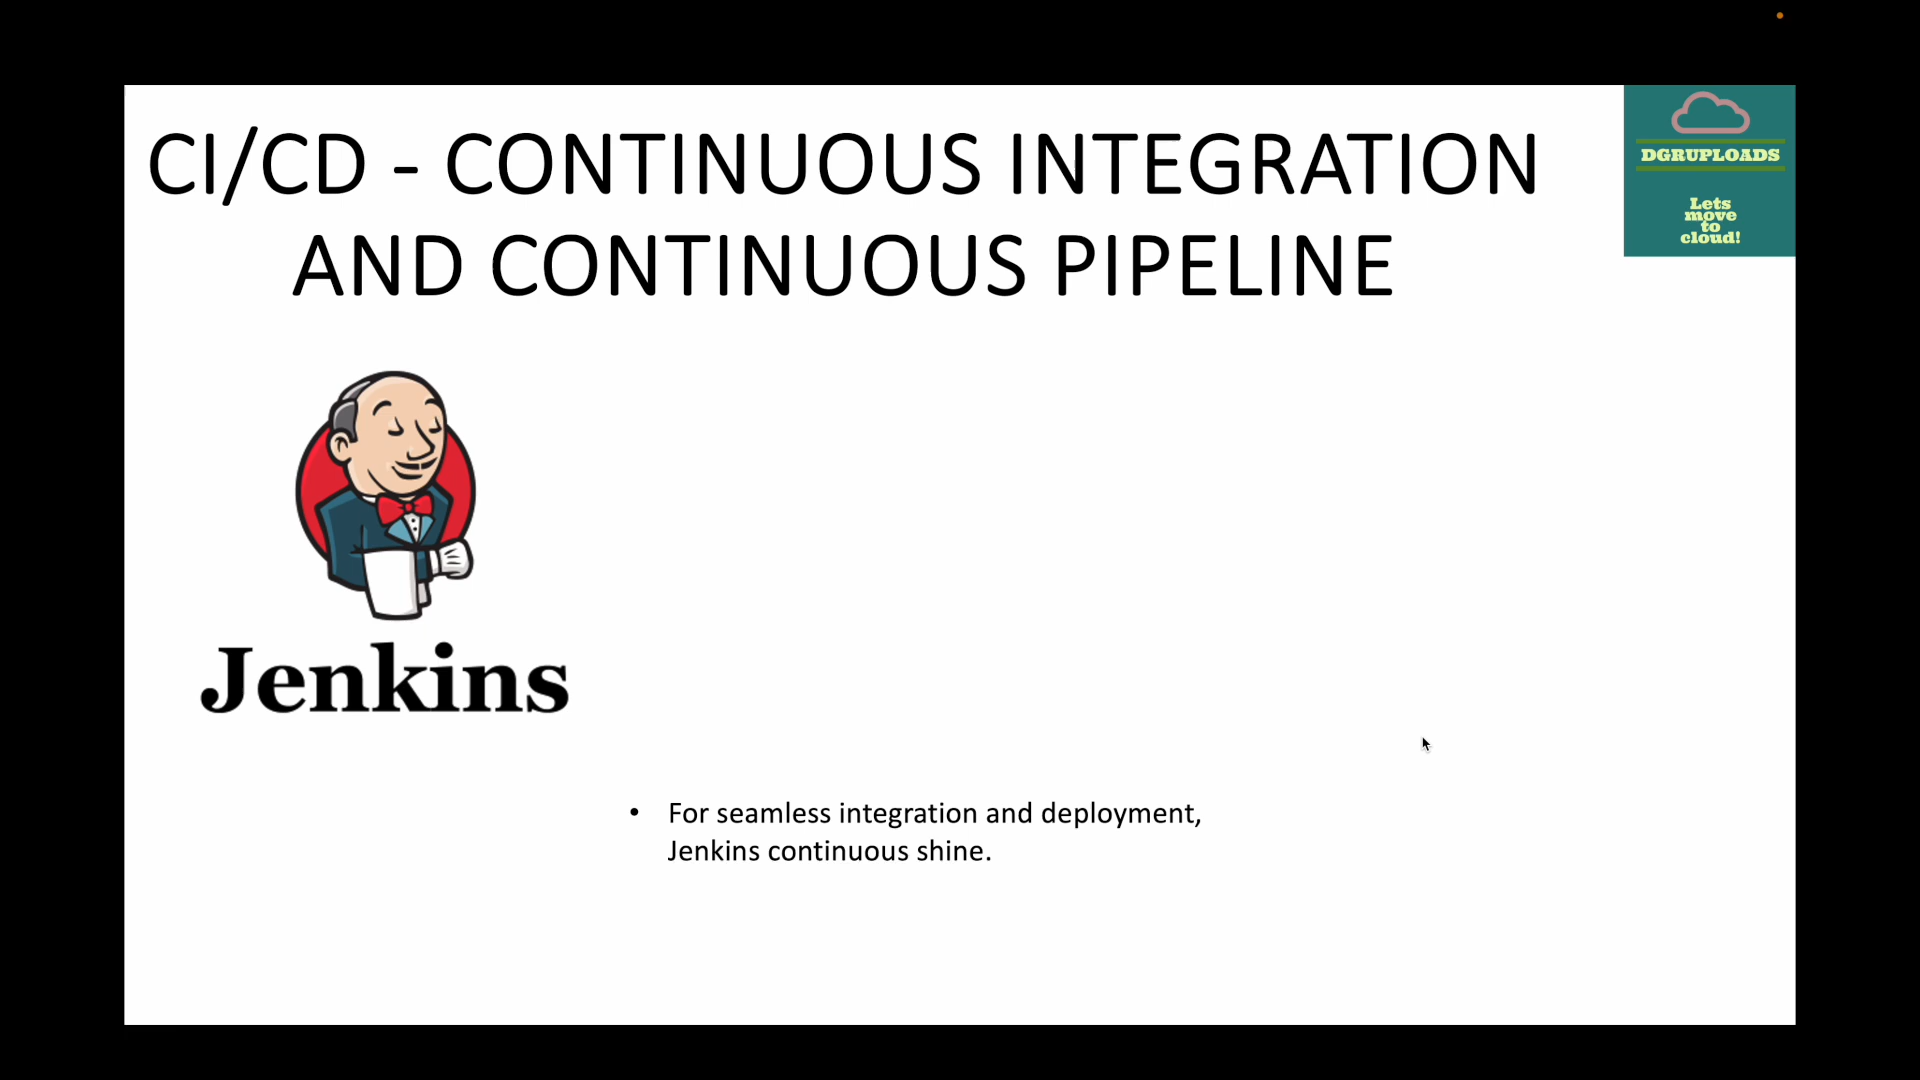 CI/CD - CONTINUOUS INTEGRATION
AND CONTINUOUS PIPELINE
DGRUPLOADS
Lets
move
to
cloud!
Jenkins
• For seamless integration and deployment,
Jenkins continuous shine.